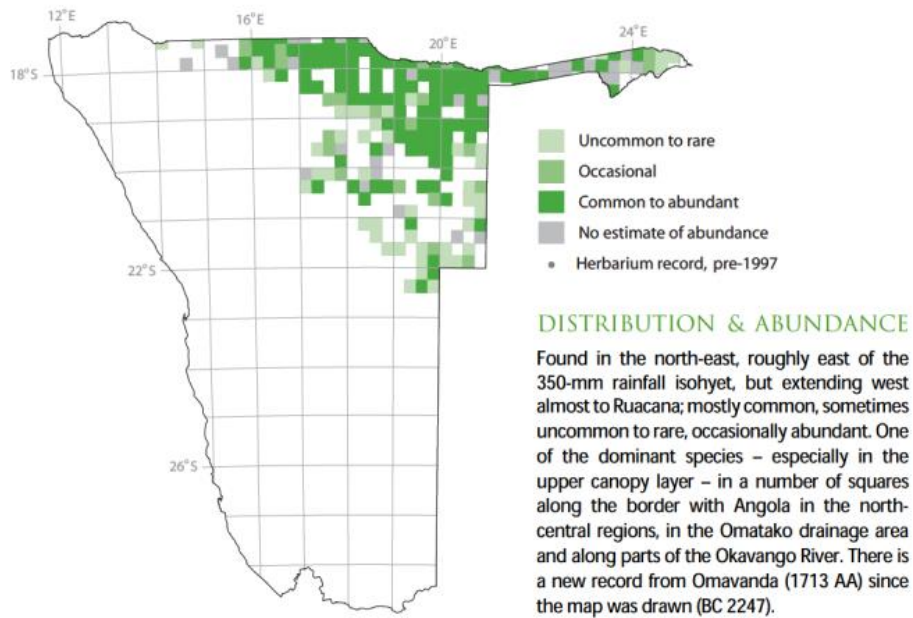 12°E
16°E
20°E
24°E
18°S
22°S
26°S
Uncommon to rare
Occasional
Common to abundant
No estimate of abundance
Herbarium record, pre-1997
DISTRIBUTION & ABUNDANCE
Found in the north-east, roughly east of the
350-mm rainfall isohyet, but extending west
almost to Ruacana; mostly common, sometimes
uncommon to rare, occasionally abundant. One
of the dominant species – especially in the
upper canopy layer – in a number of squares
along the border with Angola in the north-
central regions, in the Omatako drainage area
and along parts of the Okavango River. There is
a new record from Omavanda (1713 AA) since
the map was drawn (BC 2247).